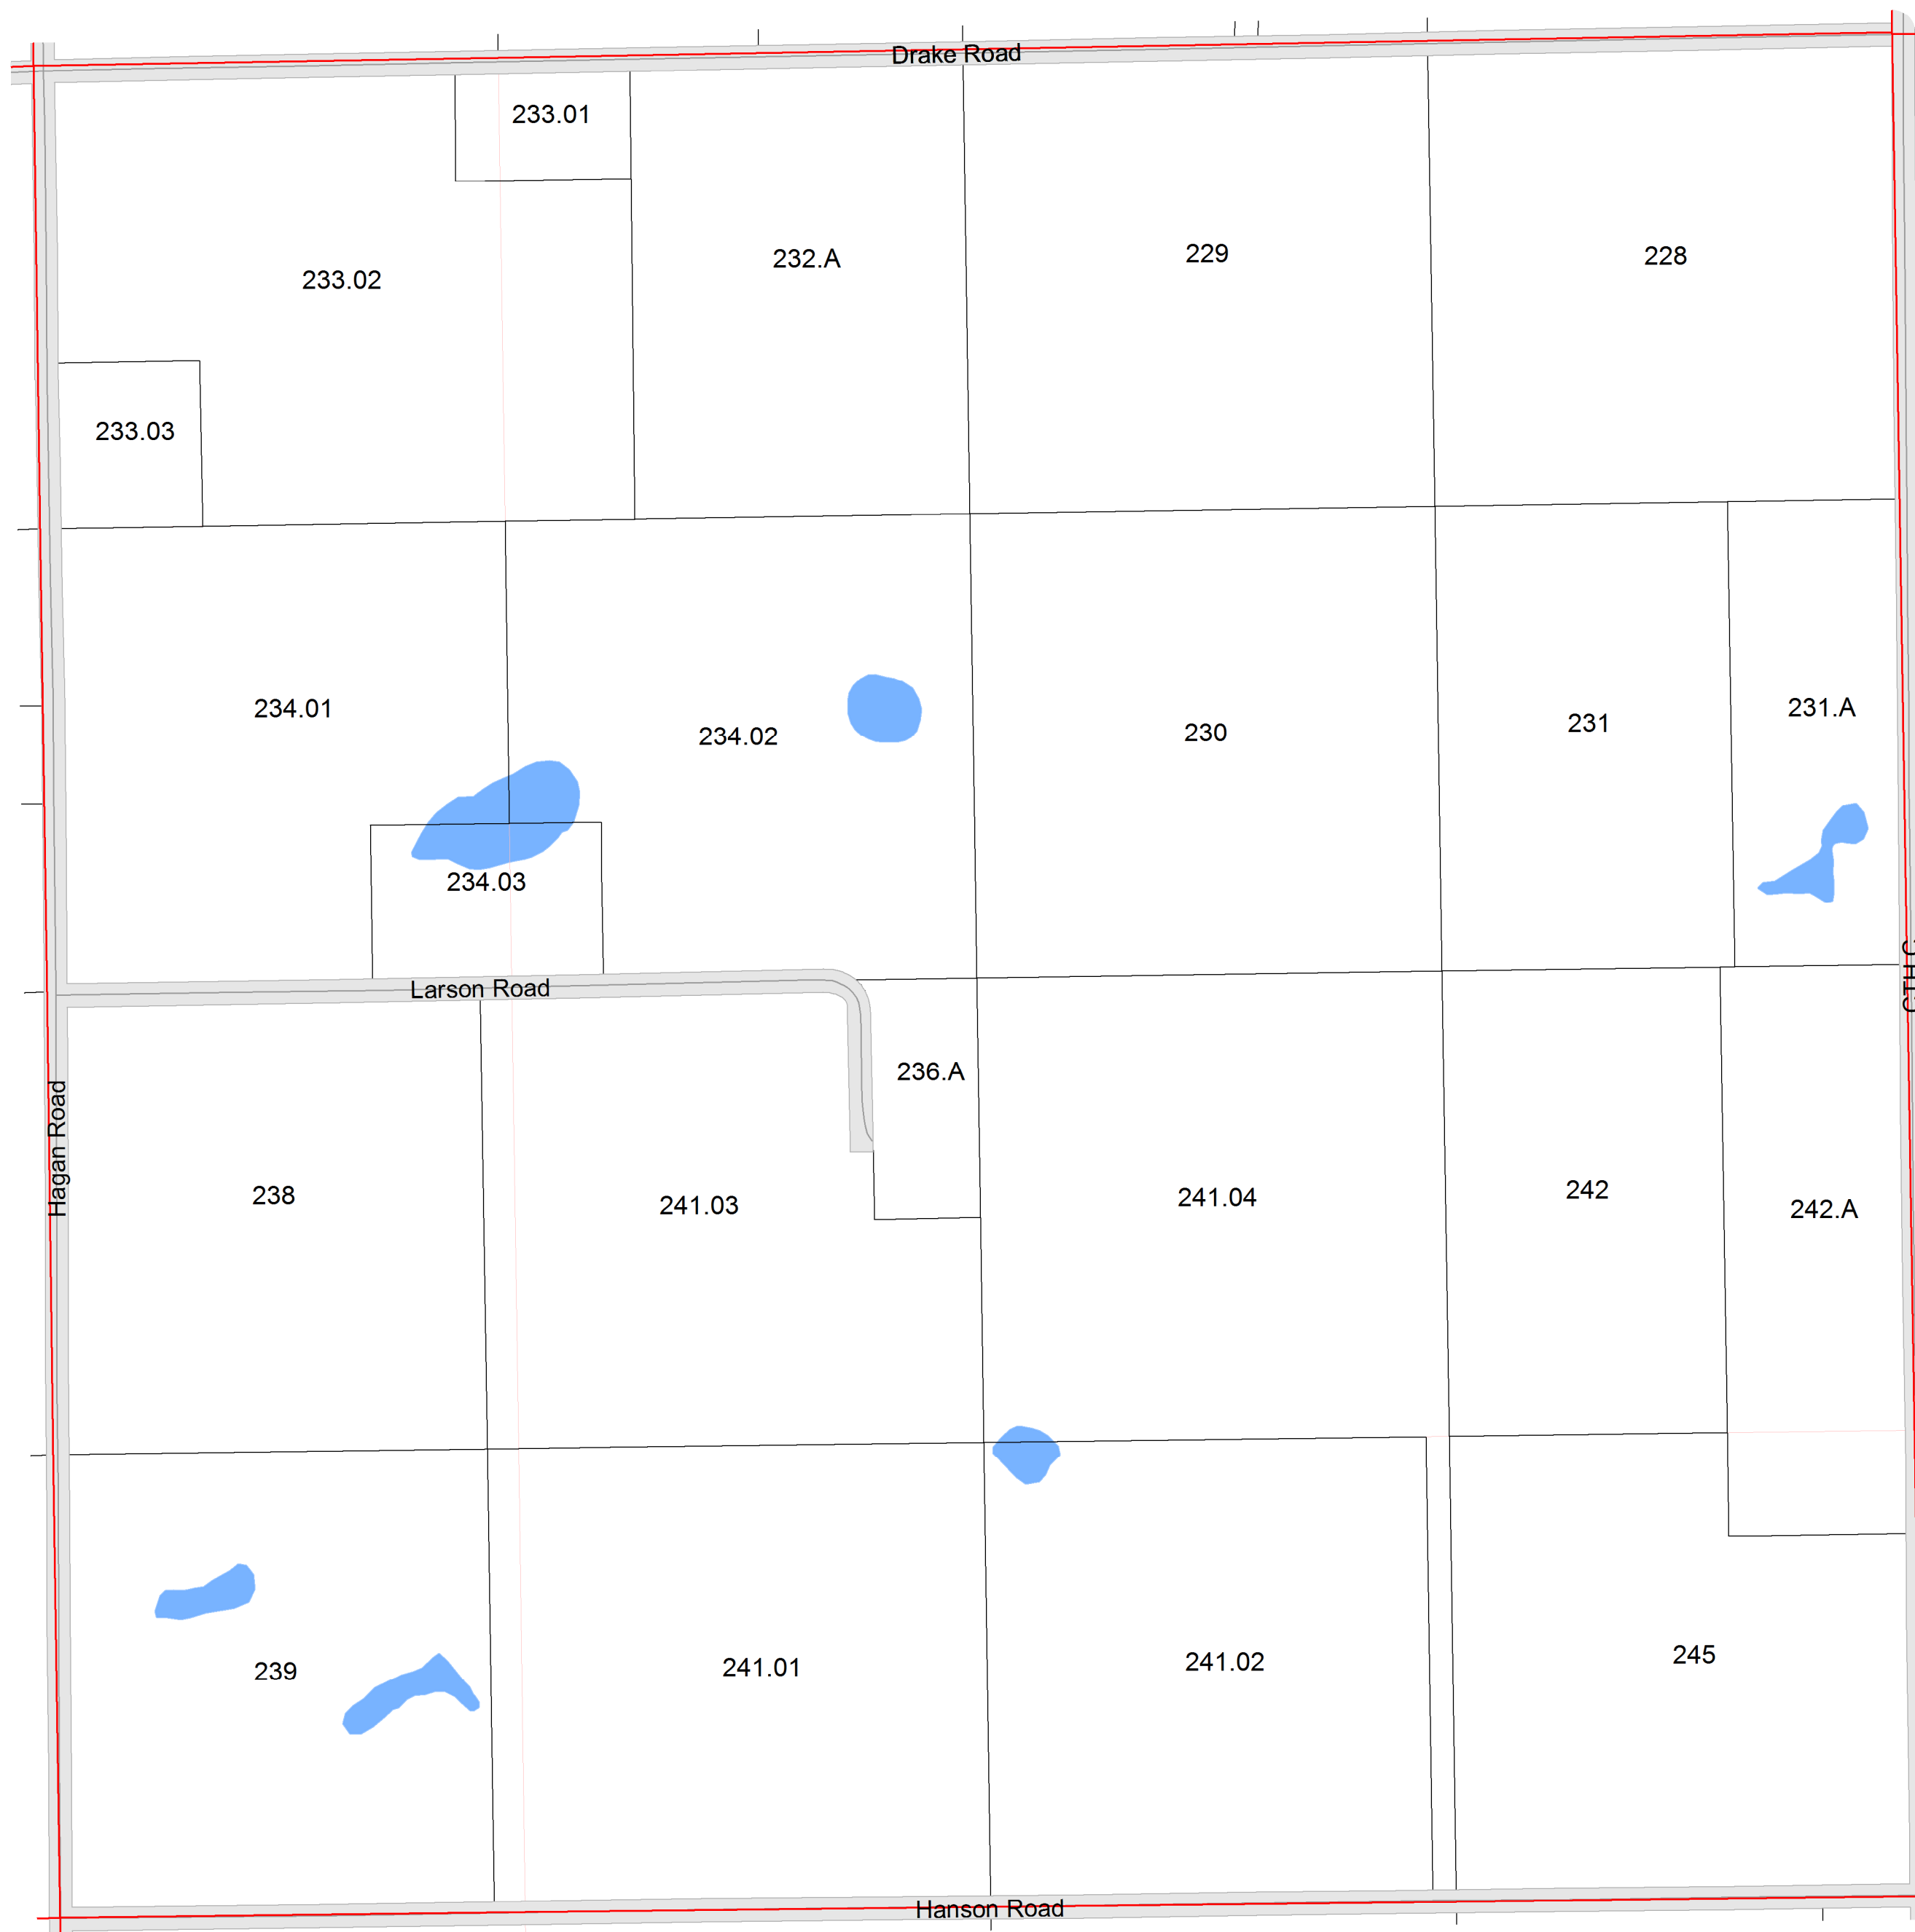 Drake Road
233.01
232.A
229
228
233.02
233.03
234.01
234.02
230
231
231.A
234.03
Larson Road
CTH C
236.A
Hagan Road
238
241.03
241.04
242
242.A
239
241.01
241.02
245
Hanson Road